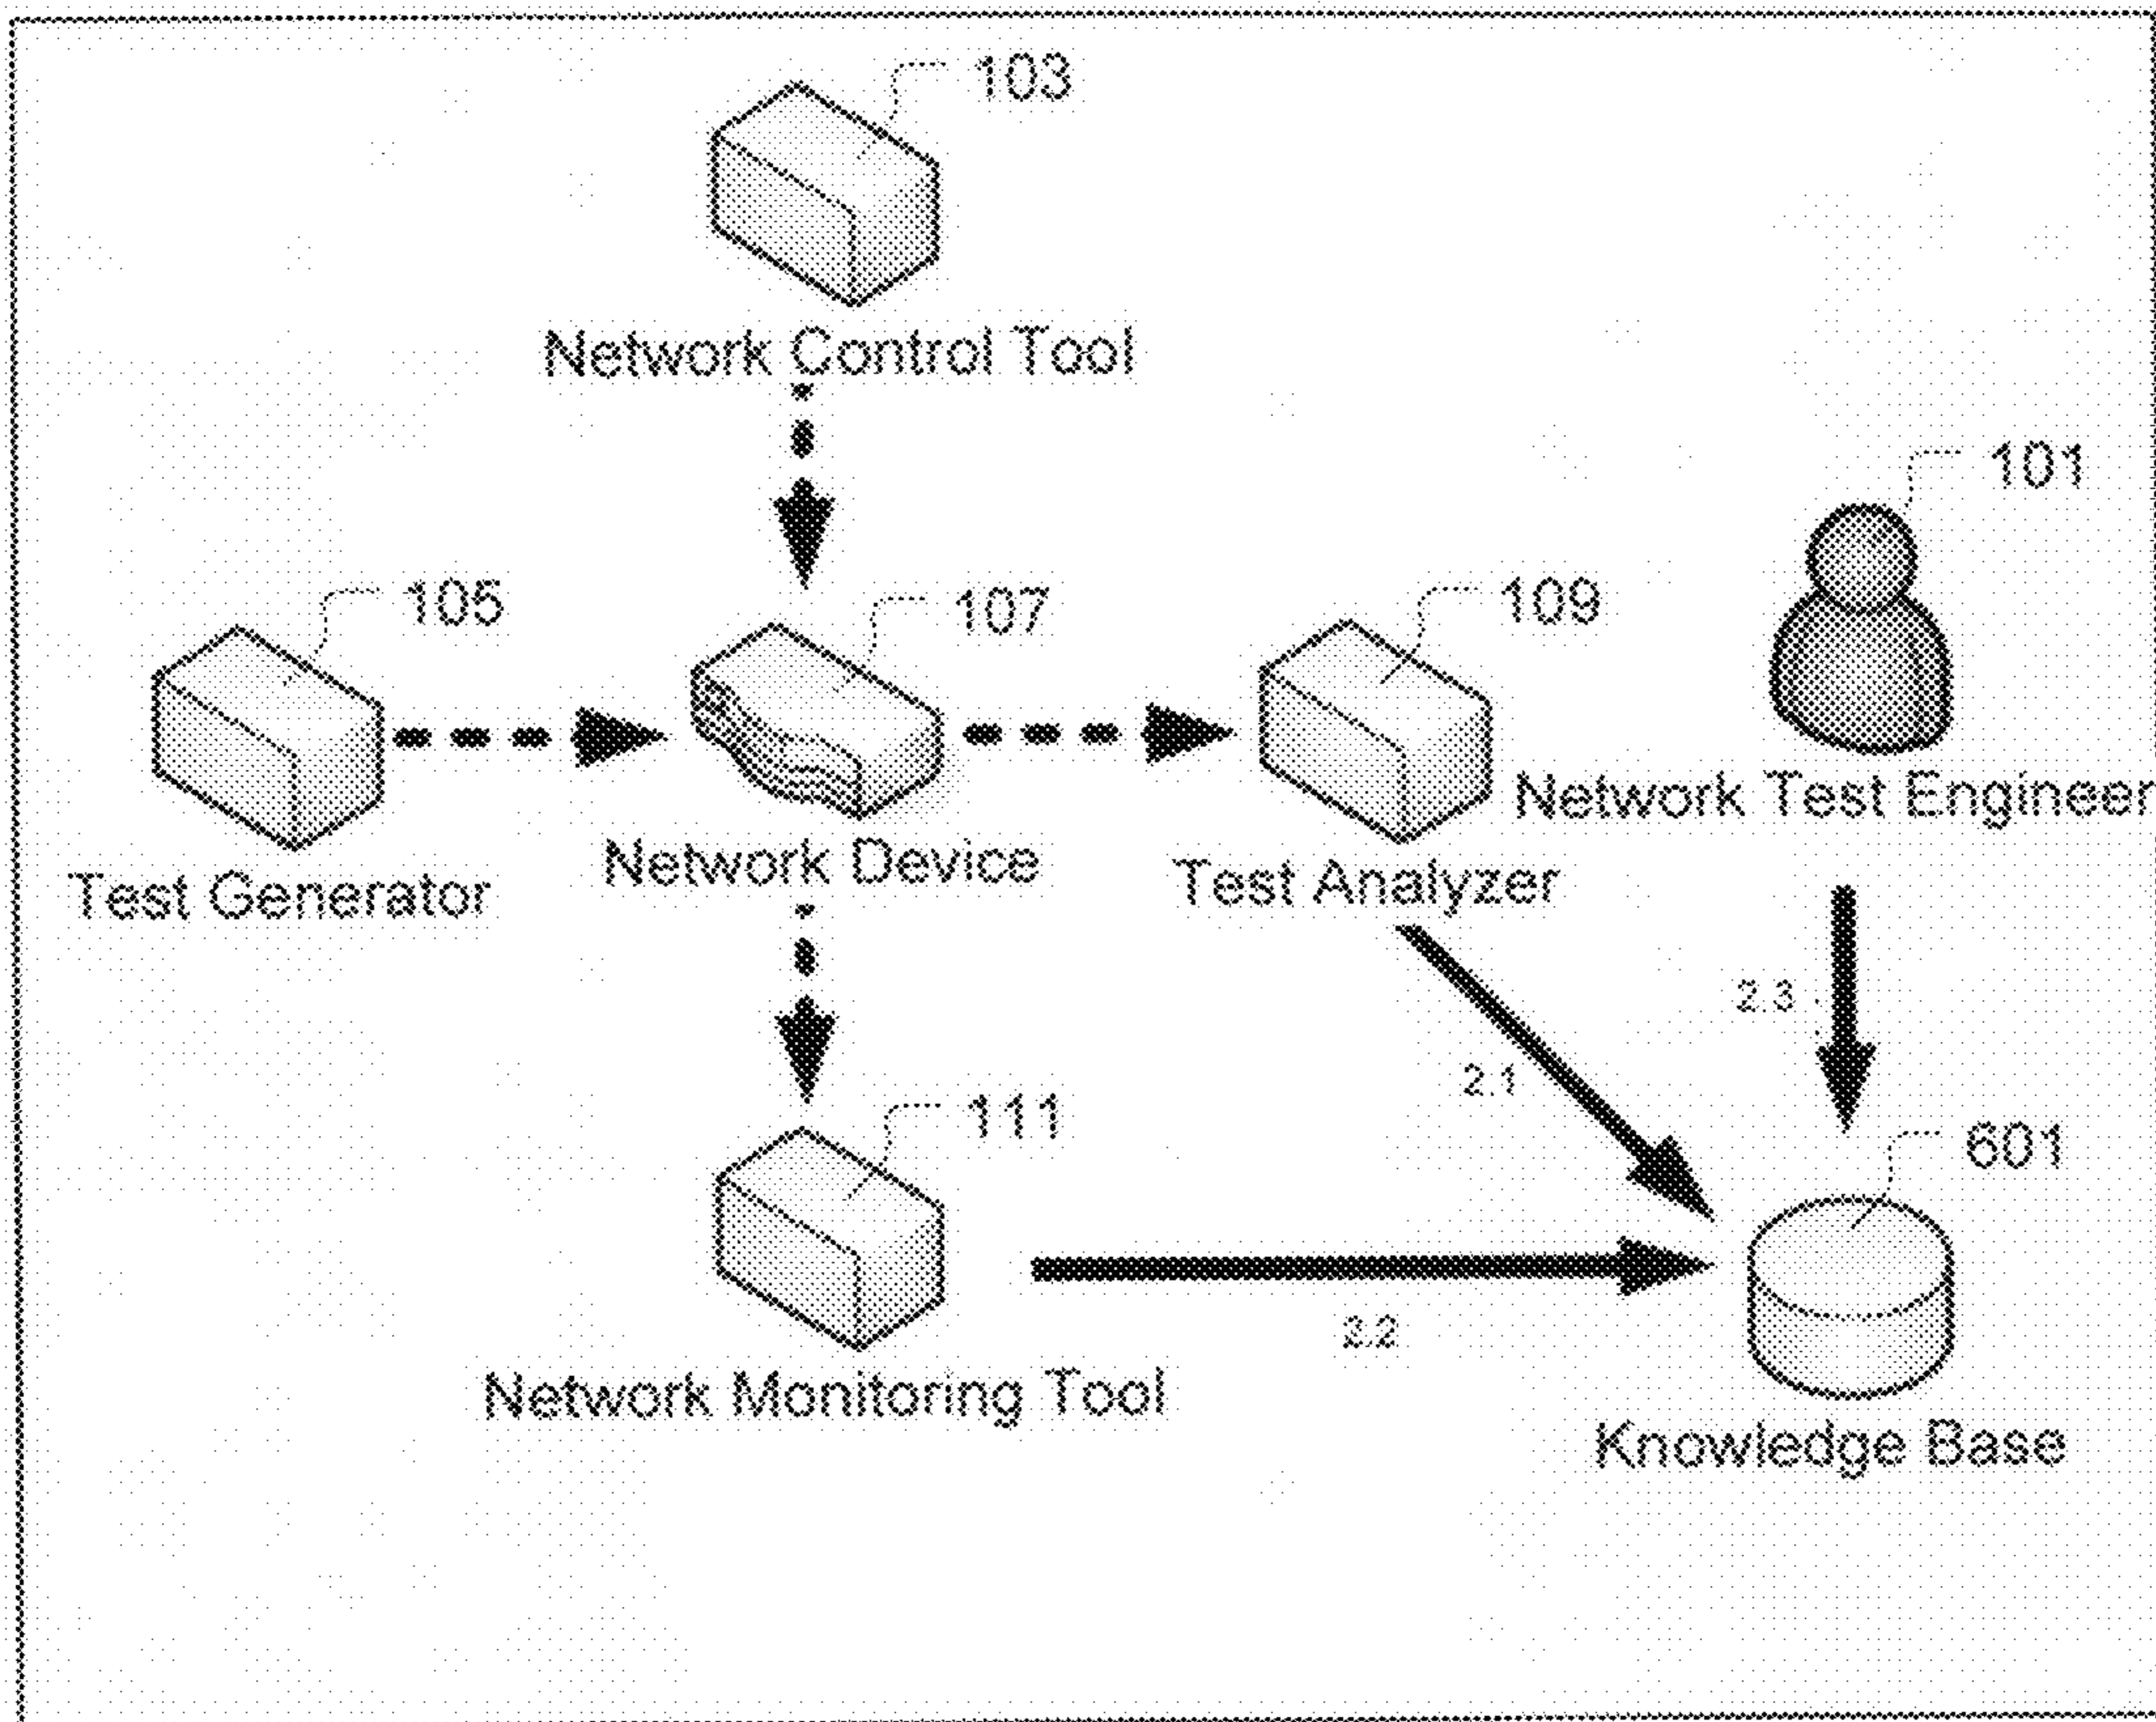 103
Network Control Tool
101
105
107
109
Network Test Engineer
Network Device
Test Analyzer
Test Generator
2.3
2.1
111
601
2.2
Network Monitoring Tool
Knowledge Base